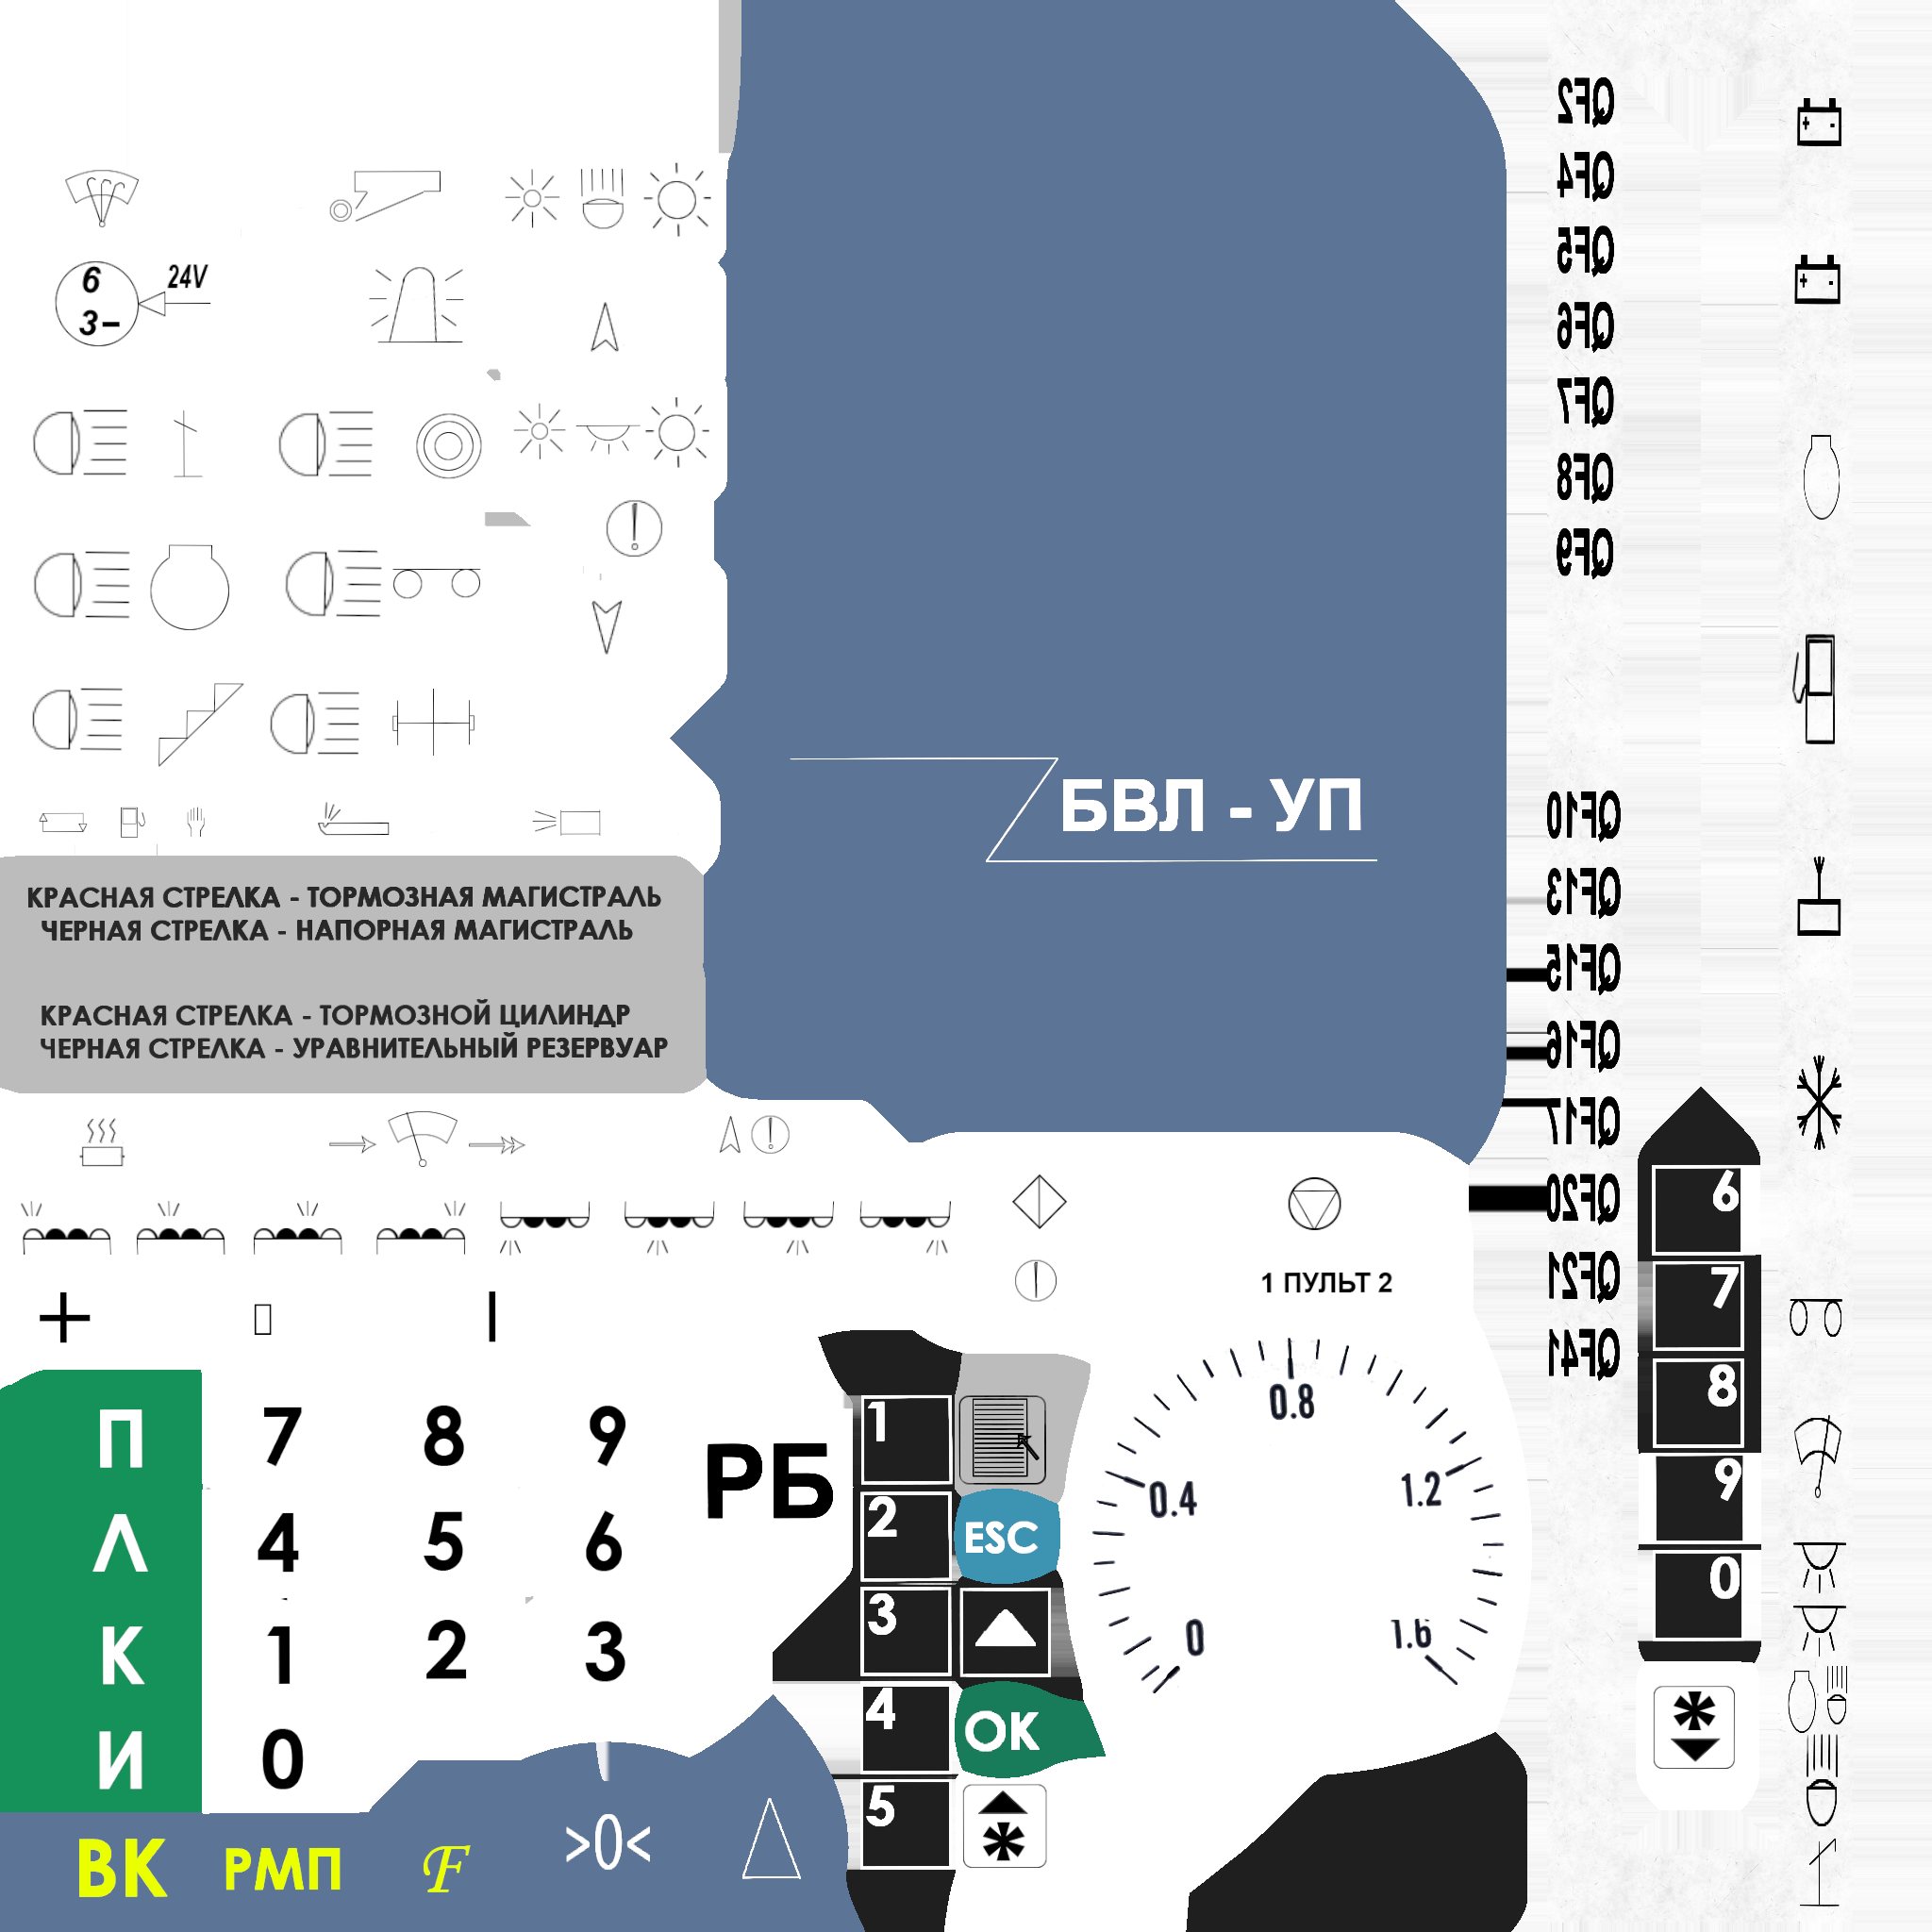 QF2
QF4
QF5
QF6
QF7
QF8
QF9
6
3-
24V
БВЛ - УП
QF10
QF13
QF15
QF16
QF17
QF20
QF21
QF41
КРАСНАЯ СТРЕЛКА - ТОРМОЗНАЯ МАГИСТРАЛЬ
ЧЕРНАЯ СТРЕЛКА - НАПОРНАЯ МАГИСТРАЛЬ
КРАСНАЯ СТРЕЛКА - ТОРМОЗНОЙ ЦИЛИНДР
ЧЕРНАЯ СТРЕЛКА - УРАВНИТЕЛЬНЫЙ РЕЗЕРВУАР
1 ПУЛЬТ 2
П 7 8 9
Л 4 5 6
К 1 2 3
И 0
РБ
1
2
3
4
5
ESC
OK
0 0.4 0.8 1.2 1.6
6
7
8
9
0
ВК РМП F >0<